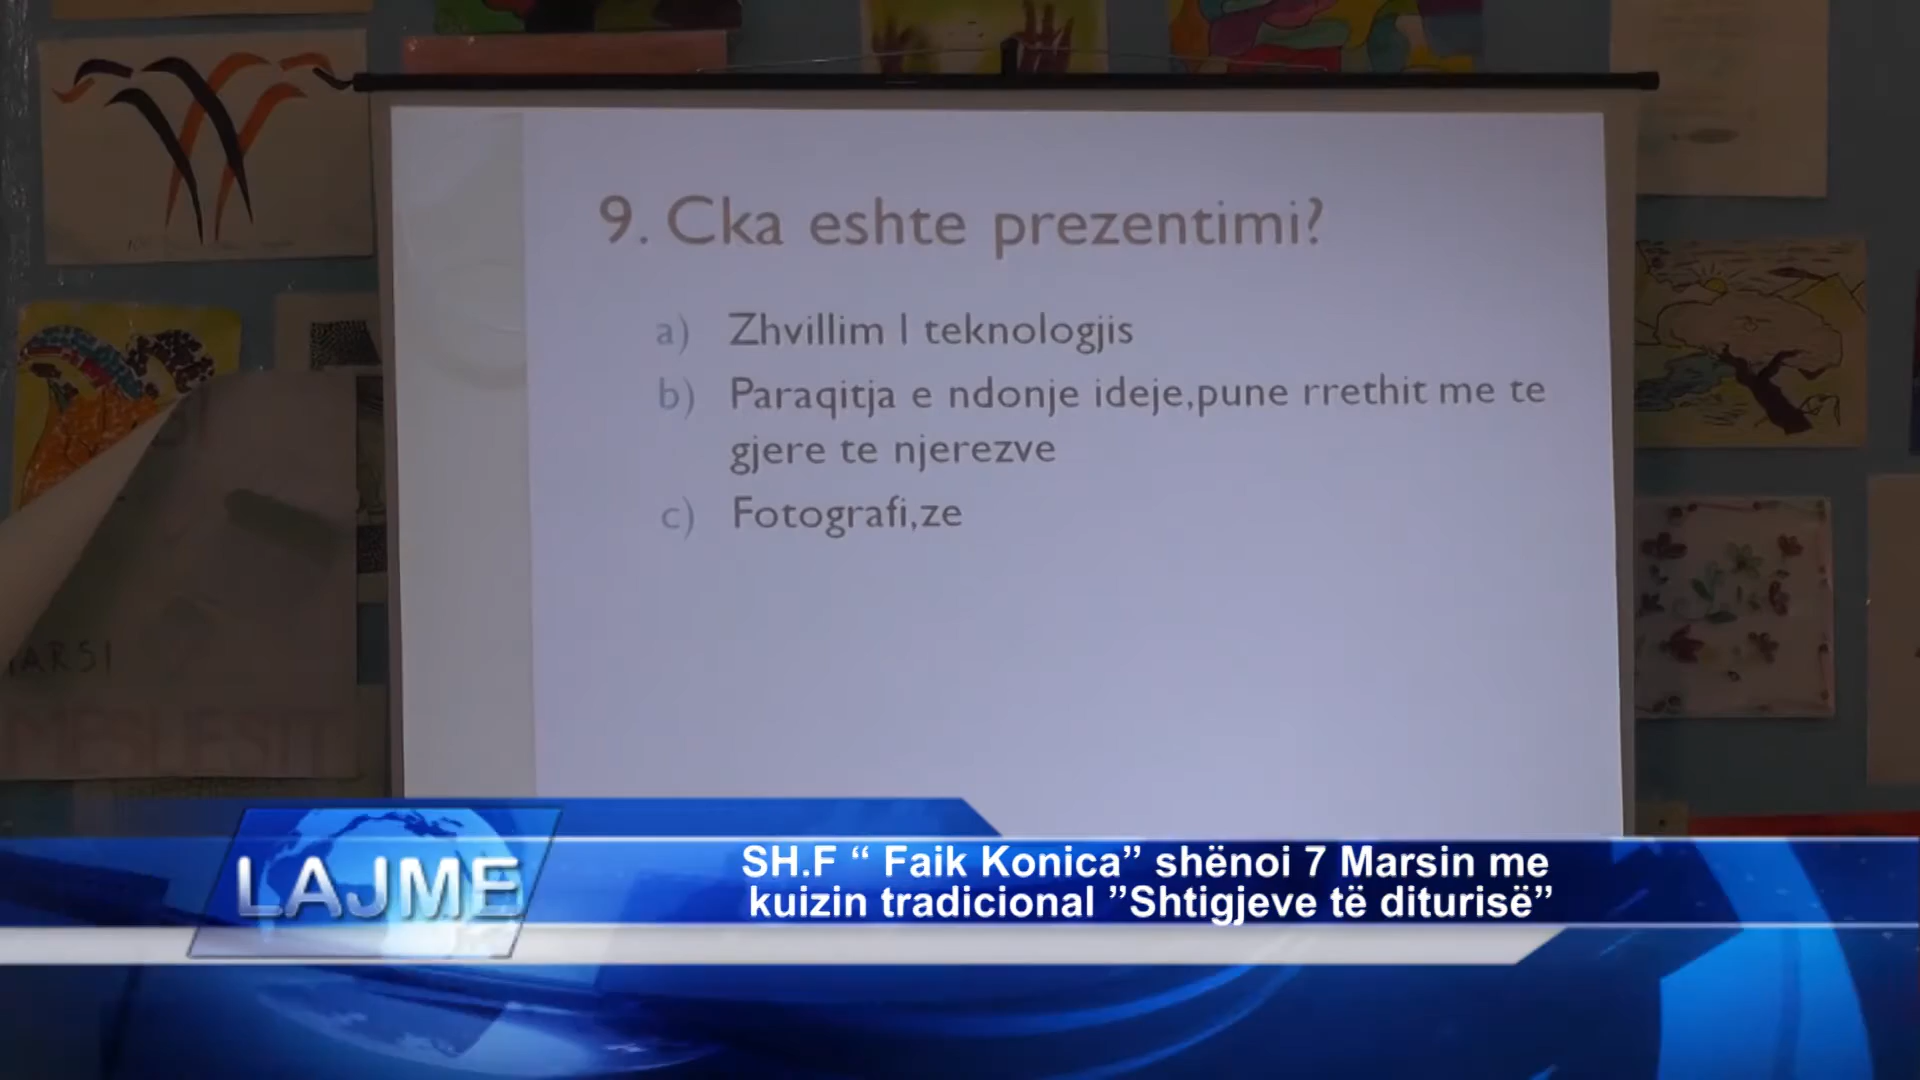 9. Cka eshte prezentimi?
a) Zhvillim I teknologjis
b) Paraqitja e ndonje ideje,pune rrethit me te
gjere te njerezve
c) Fotografi,ze
ARSI
LAJME
SH.F “ Faik Konica” shënoi 7 Marsin me
kuizin tradicional ”Shtigjeve të diturisë”